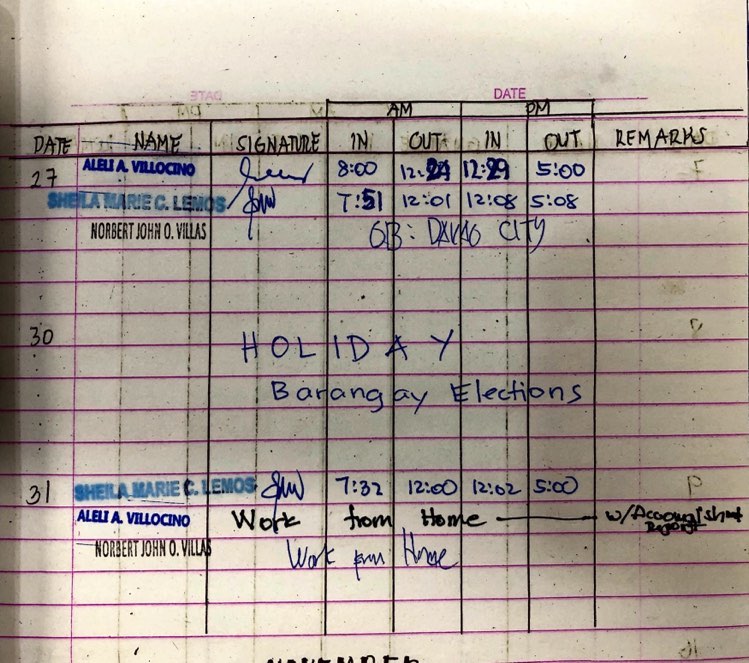 DATE
AM PM
DATE NAME SIGNATURE IN OUT IN OUT REMARKS
27 ALELI A. VILLOCINO 8:00 12:29 12:29 5:00
SHEILA MARIE C. LEMOS 7:51 12:01 12:08 5:08
NORBERT JOHN O. VILLAS OB: DAVAO CITY
30
HOLIDAY
Barangay Elections
31 SHEILA MARIE C. LEMOS 7:32 12:00 12:02 5:00
ALELI A. VILLOCINO Work from Home w/Accomplishment
Report
NORBERT JOHN O. VILLAS Work from Home
NOVEMBER